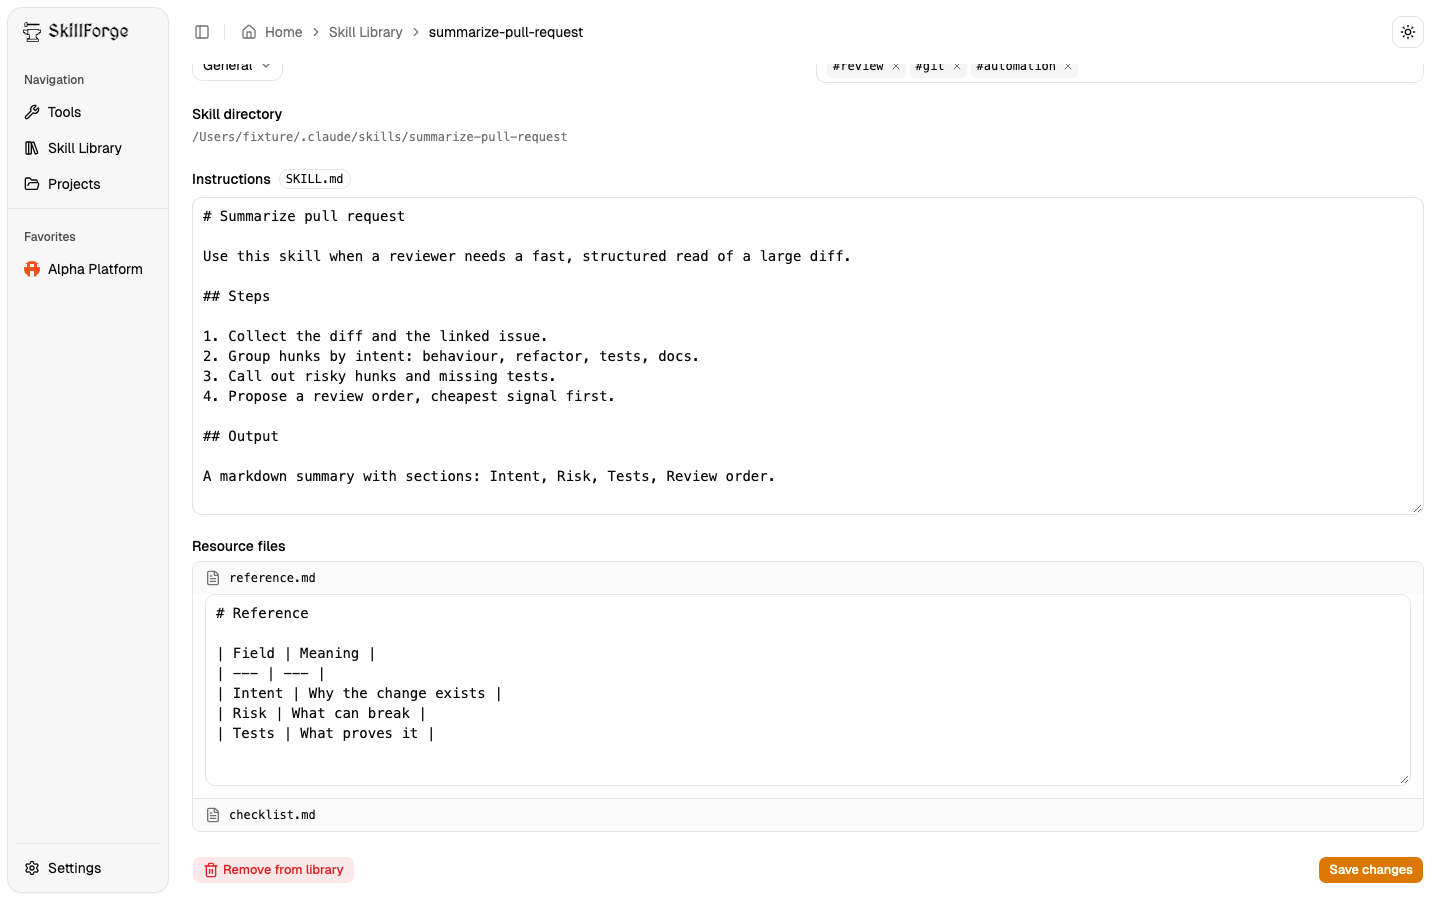 SkillForge
Home > Skill Library > summarize-pull-request
Navigation
Tools
Skill Library
Projects
Favorites
Alpha Platform
Settings
General
#review × #git × #automation ×
Skill directory
/Users/fixture/.claude/skills/summarize-pull-request
Instructions SKILL.md
# Summarize pull request
Use this skill when a reviewer needs a fast, structured read of a large diff.
## Steps
1. Collect the diff and the linked issue.
2. Group hunks by intent: behaviour, refactor, tests, docs.
3. Call out risky hunks and missing tests.
4. Propose a review order, cheapest signal first.
## Output
A markdown summary with sections: Intent, Risk, Tests, Review order.
Resource files
reference.md
# Reference
| Field | Meaning |
| --- | --- |
| Intent | Why the change exists |
| Risk | What can break |
| Tests | What proves it |
checklist.md
Remove from library
Save changes